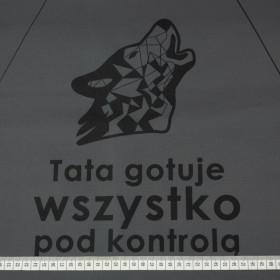 Tata gotuje
wszystko
pod kontrolą